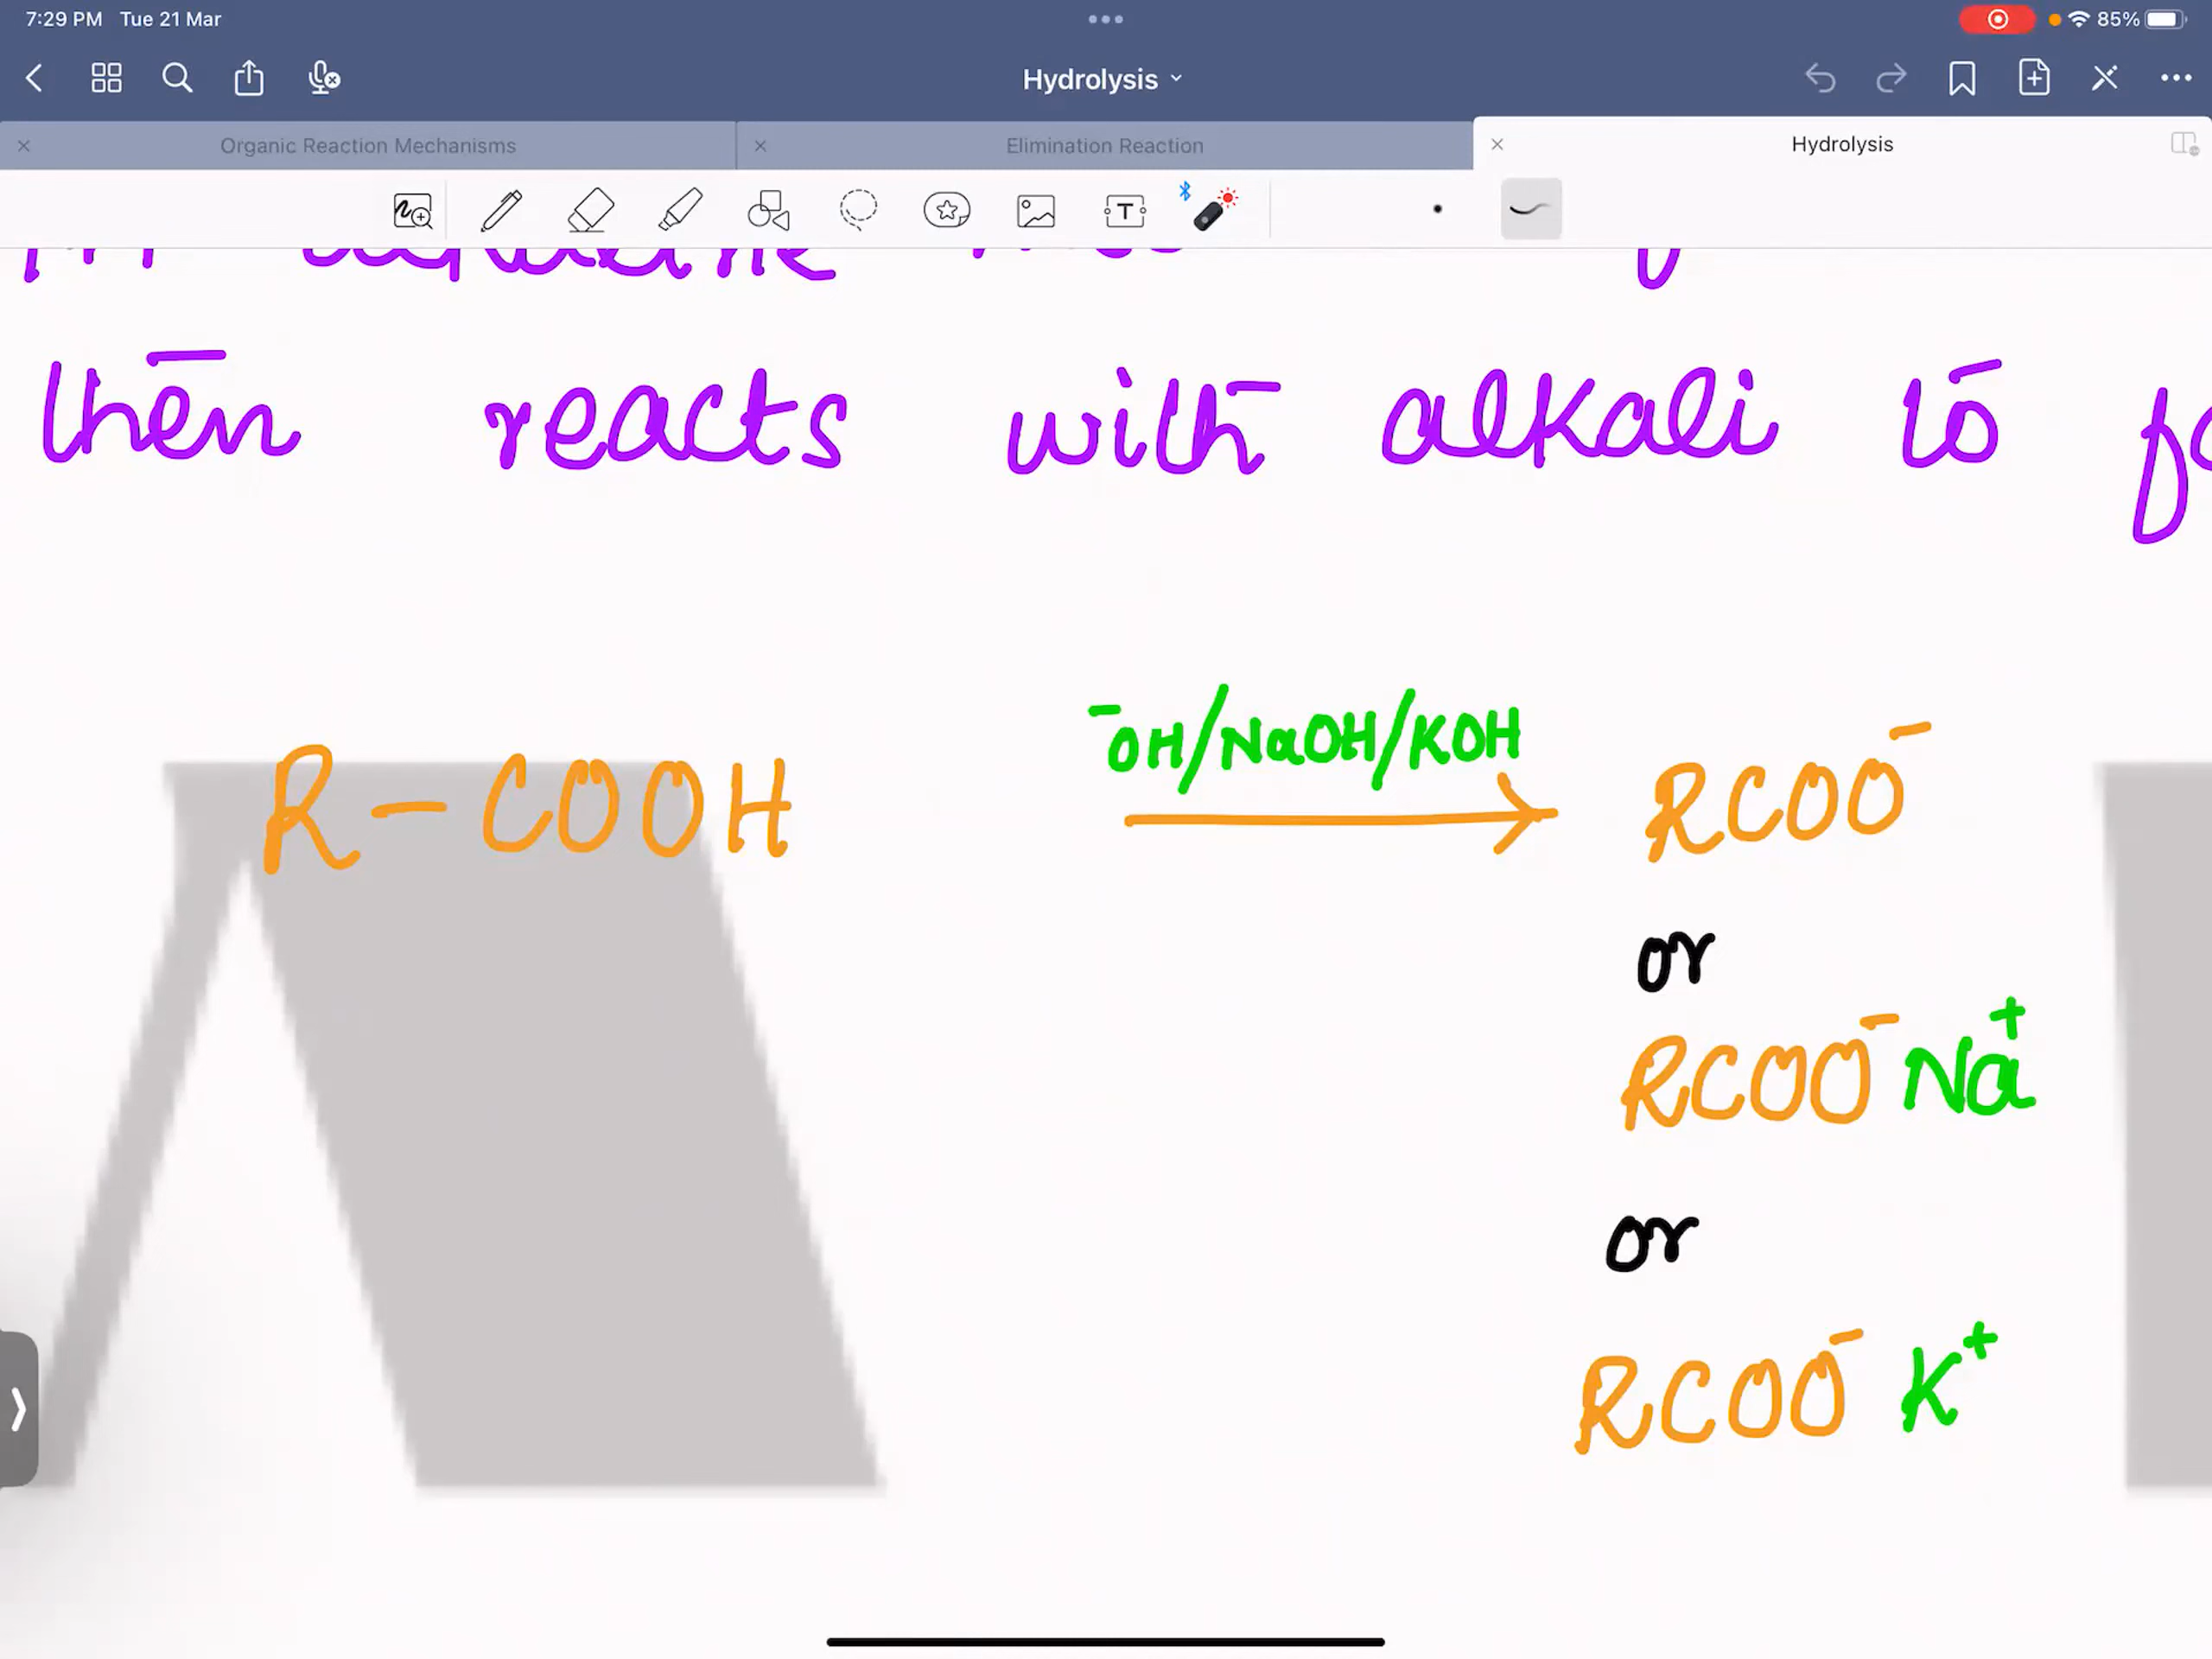 7:29 PM Tue 21 Mar
85%
Hydrolysis
Organic Reaction Mechanisms
Elimination Reaction
Hydrolysis
T
then reacts with alkali to
⁻OH/NaOH/KOH
R－COOH → RCOO⁻
or
RCOO⁻ Na⁺
or
RCOO⁻ K⁺